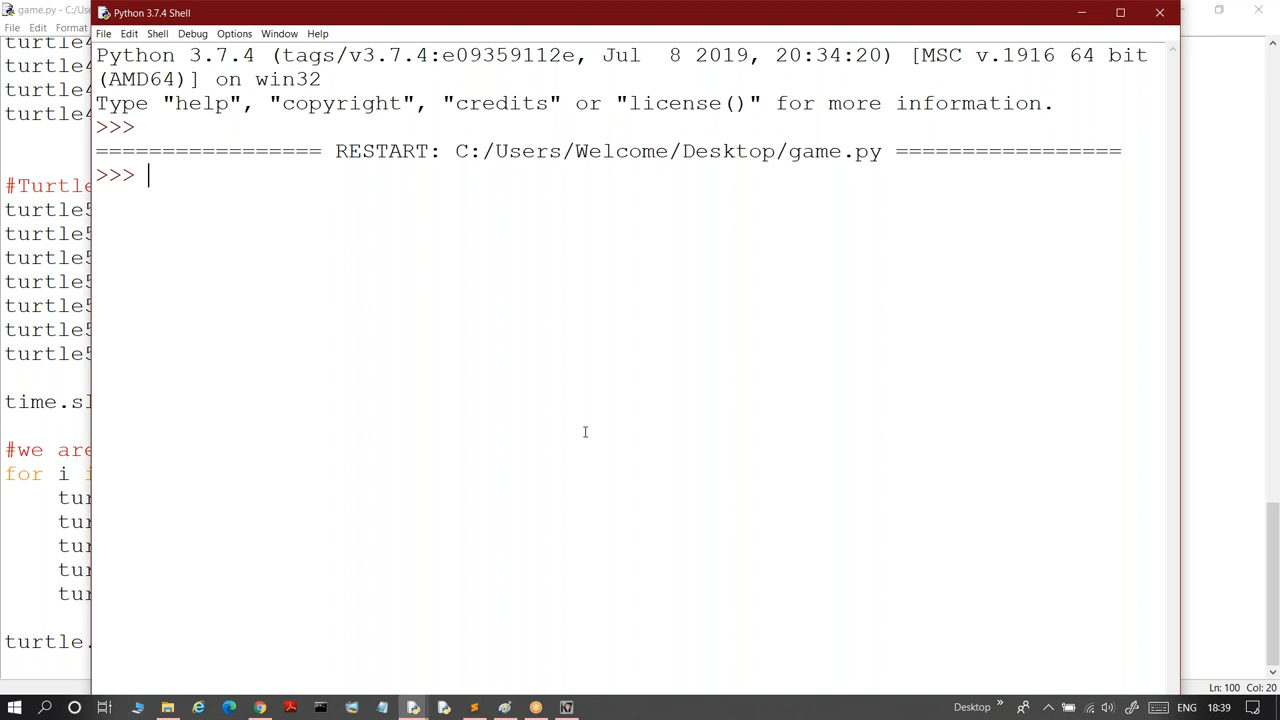 game.py - C:/Us
Python 3.7.4 Shell
File Edit Format
File Edit Shell Debug Options Window Help
Python 3.7.4 (tags/v3.7.4:e09359112e, Jul  8 2019, 20:34:20) [MSC v.1916 64 bit
(AMD64)] on win32
Type "help", "copyright", "credits" or "license()" for more information.
>>>
================= RESTART: C:/Users/Welcome/Desktop/game.py =================
>>>
turtle4
turtle4
turtle4
turtle4
#Turtle
turtle5
turtle5
turtle5
turtle5
turtle5
turtle5
turtle5
time.sl
#we are
for i i
tur
tur
tur
tur
tur
turtle.
Ln: 100 Col: 20
Desktop ENG 18:39